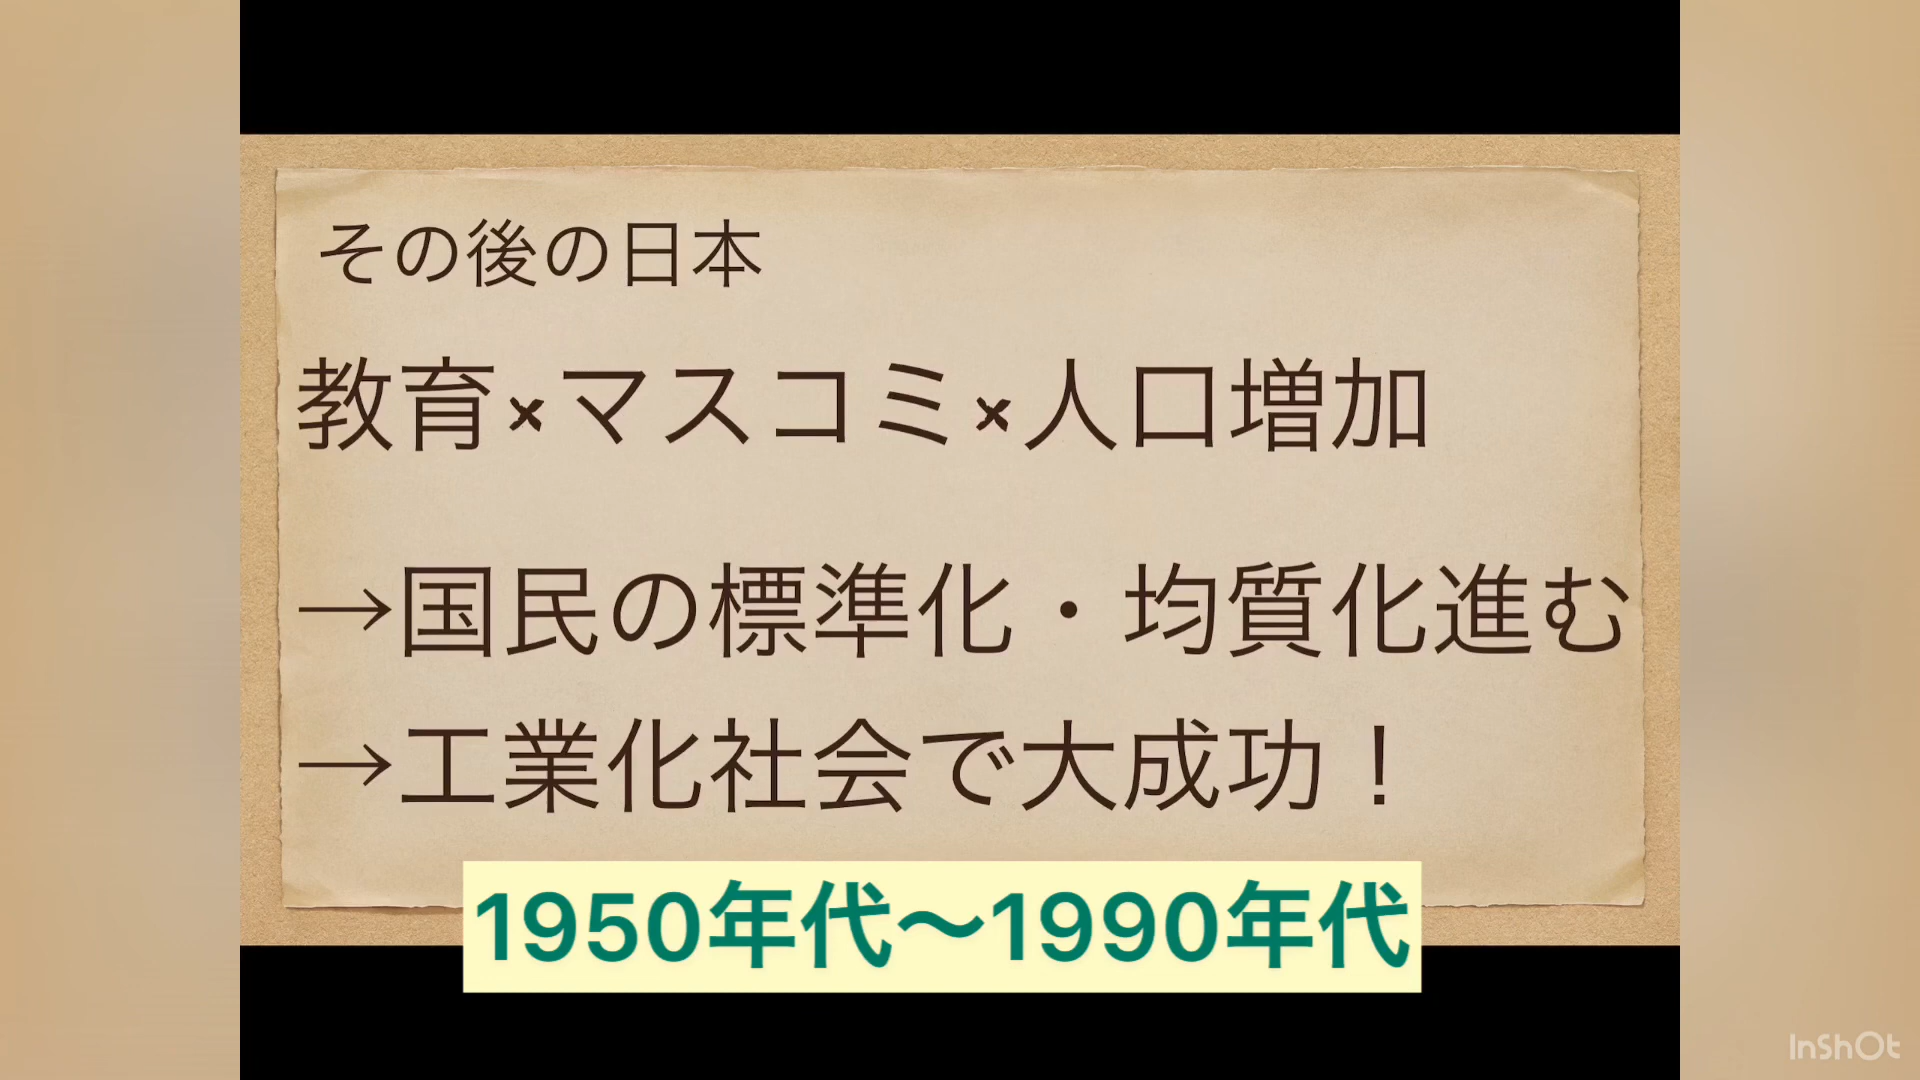 その後の日本
教育×マスコミ×人口増加
→国民の標準化・均質化進む
→工業化社会で大成功！
1950年代〜1990年代
InShOt